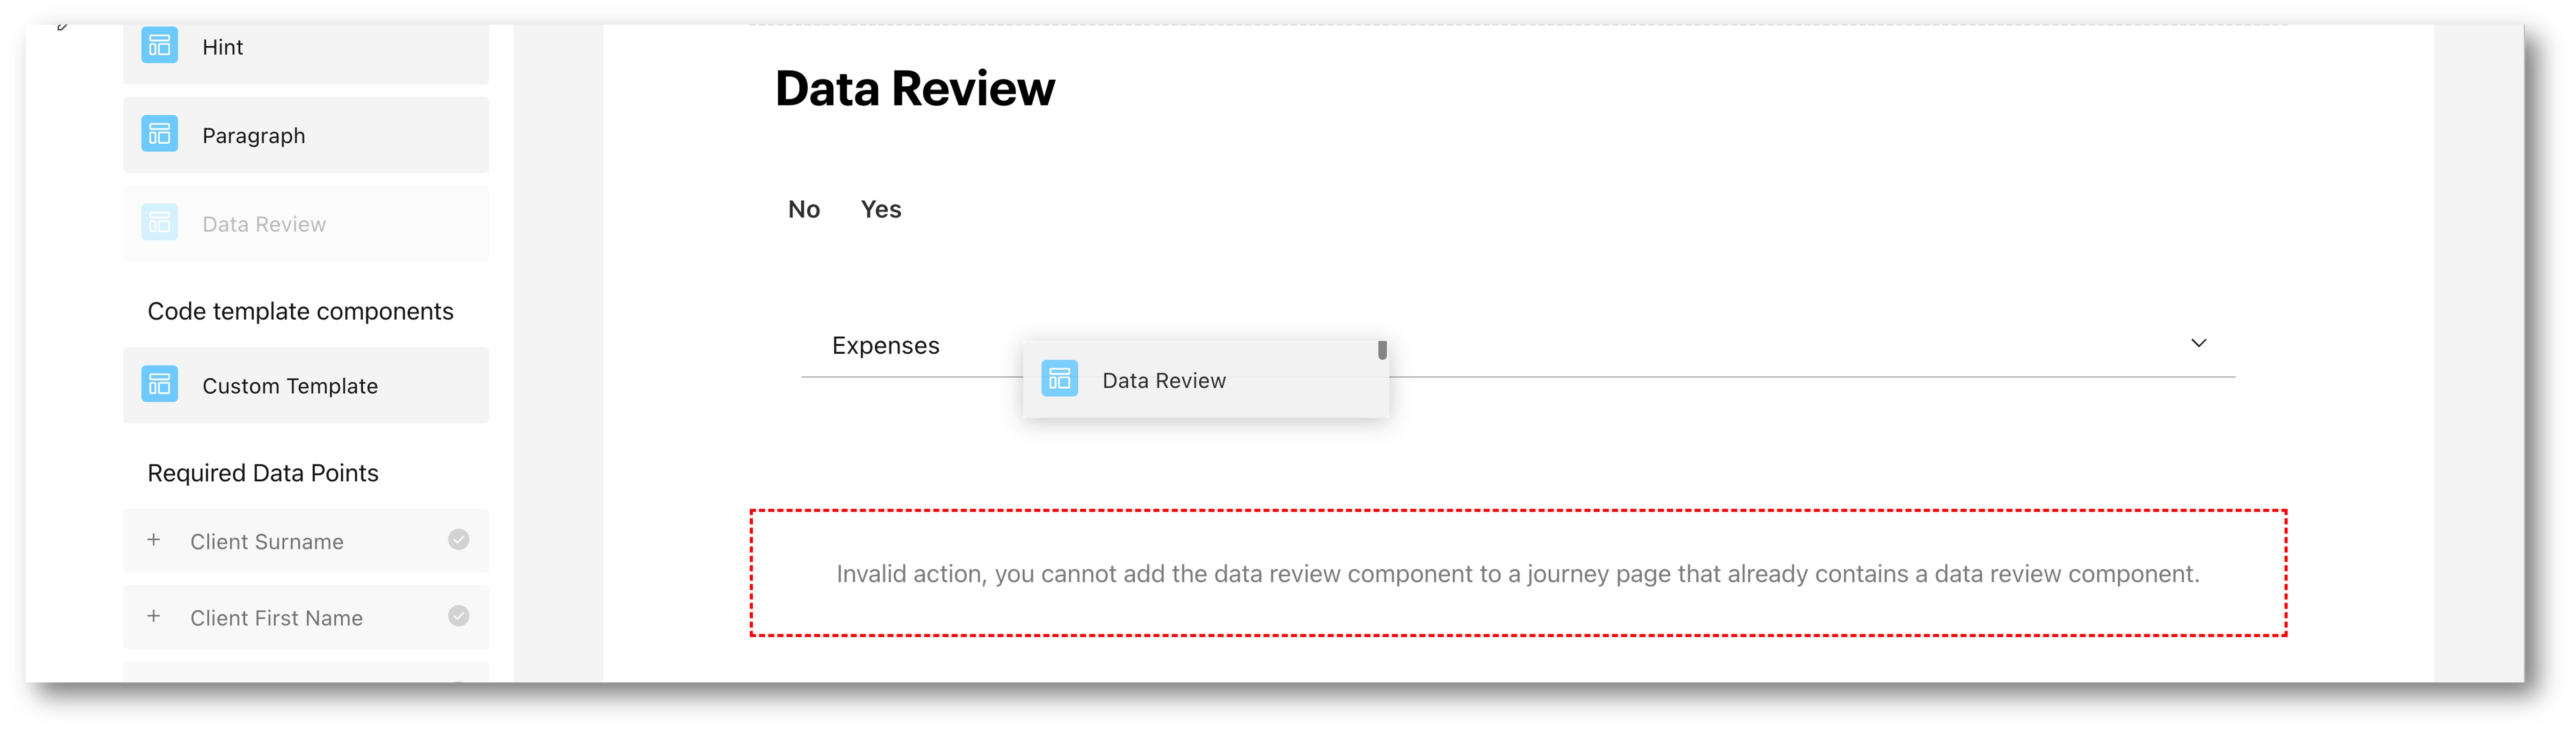 Hint
Paragraph
Data Review
Code template components
Custom Template
Required Data Points
Client Surname
Client First Name
Data Review
No Yes
Expenses
Data Review
Invalid action, you cannot add the data review component to a journey page that already contains a data review component.